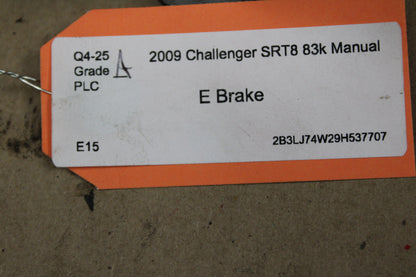 Q4-25
Grade A
PLC
2009 Challenger SRT8 83k Manual
E Brake
E15
2B3LJ74W29H537707